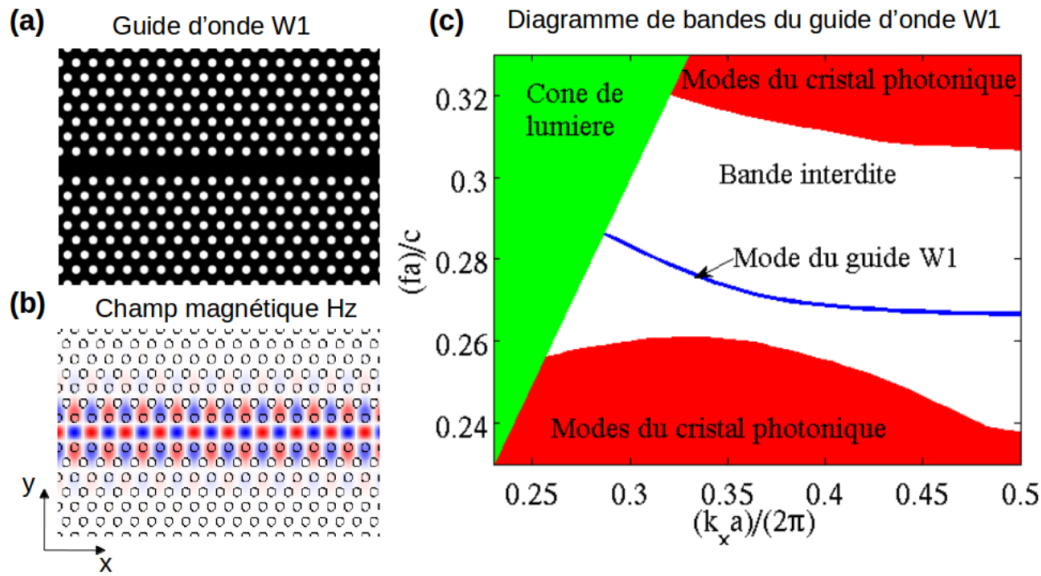 (a)
Guide d'onde W1
(b)
Champ magnétique Hz
y
x
(c)
Diagramme de bandes du guide d'onde W1
Cone de
lumiere
Modes du cristal photonique
Bande interdite
Mode du guide W1
Modes du cristal photonique
(fa)/c
0.32
0.3
0.28
0.26
0.24
0.25
0.3
0.35
0.4
0.45
0.5
(k_x a)/(2π)